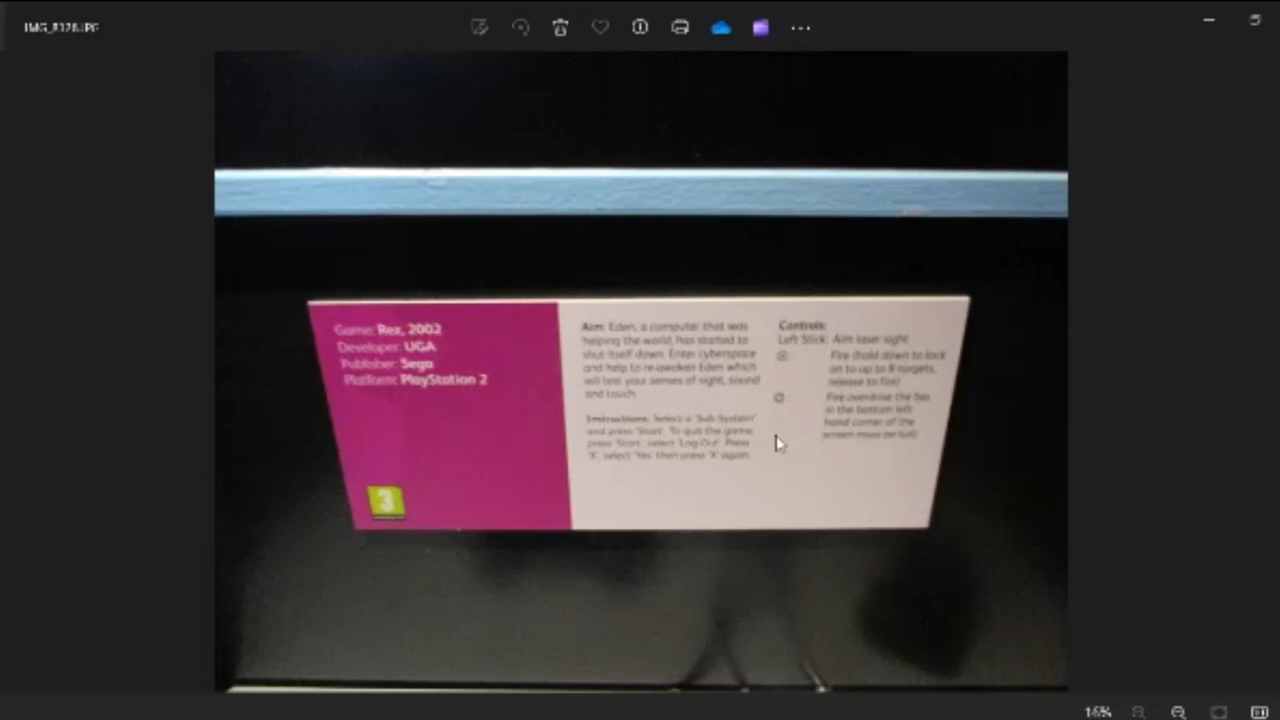 Game: Rez, 2002
Developer: UGA
Publisher: Sega
Platform: PlayStation 2
3
Aim: Eden, a computer that was
helping the world, has started to
shut itself down. Enter cyberspace
and help to re-awaken Eden which
will test your senses of sight, sound
and touch.
Instructions: Select a 'Sub System'
and press 'Start'. To quit the game,
press 'Start', select 'Log Out'. Press
'X', select 'Yes' then press 'X' again.
Controls:
Left Stick: Aim laser sight
Fire (hold down to lock
on to up to 8 targets,
release to fire)
Fire overdrive (the bar
in the bottom left
hand corner of the
screen must be full)
16%